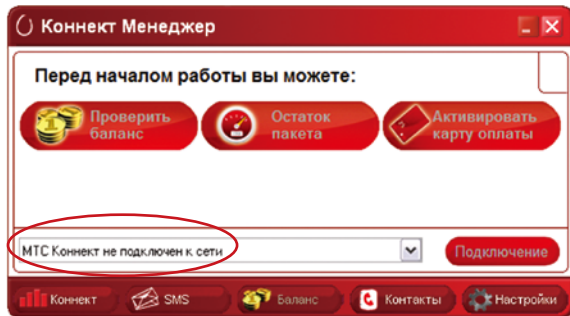 Коннект Менеджер
Перед началом работы вы можете:
Проверить баланс
Остаток пакета
Активировать карту оплаты
МТС Коннект не подключен к сети
Подключение
Коннект
SMS
Баланс
Контакты
Настройки